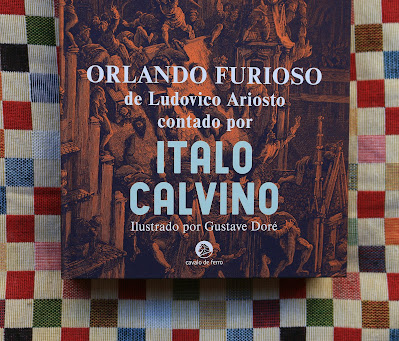 ORLANDO FURIOSO
de Ludovico Ariosto
contado por
ITALO
CALVINO
Ilustrado por Gustave Doré
cavalo de ferro